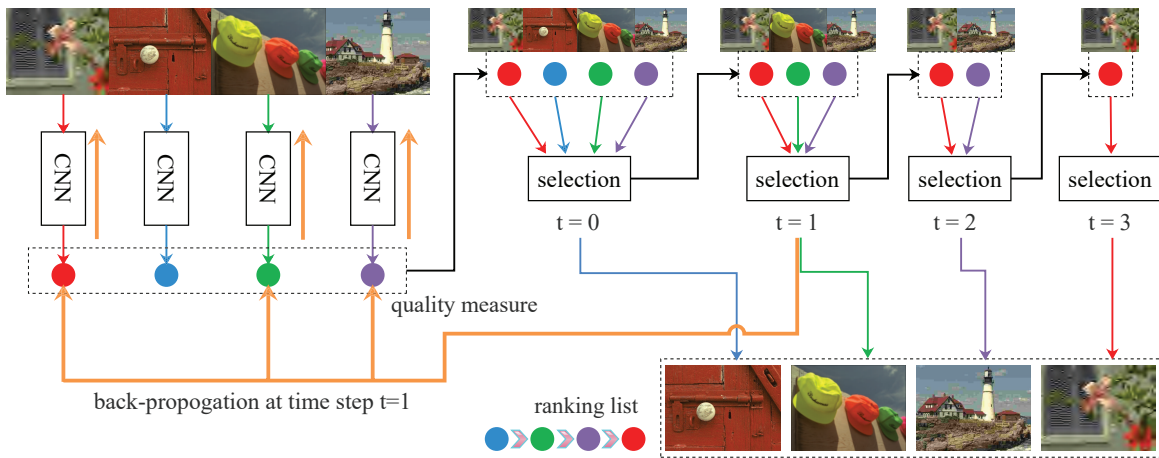 CNN
CNN
CNN
CNN
selection
selection
selection
selection
t = 0
t = 1
t = 2
t = 3
quality measure
back-propogation at time step t=1
ranking list